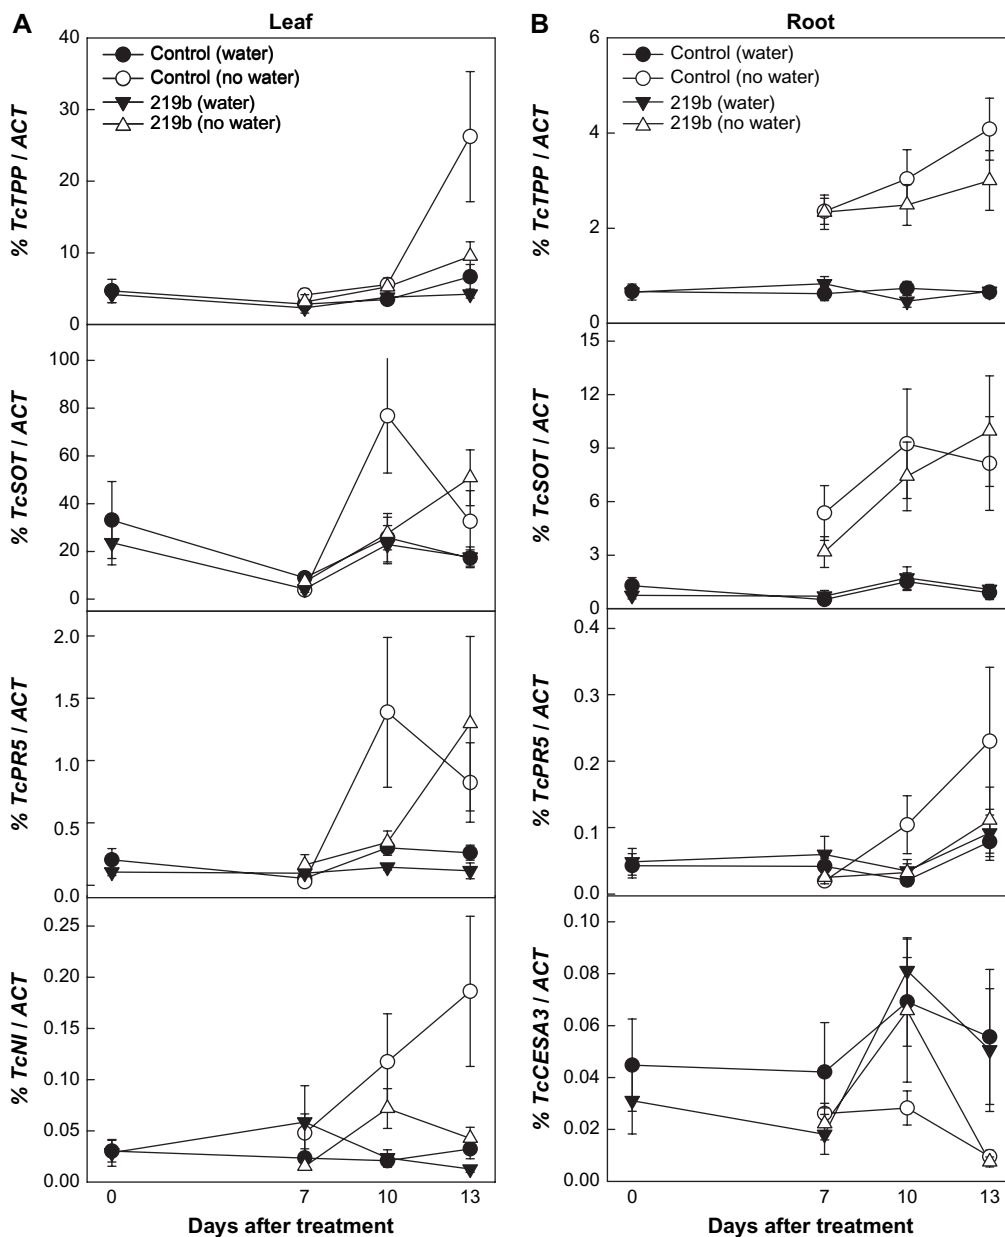 A
Leaf
40
30
20
10
0
% TcTPP / ACT
Control (water)
Control (no water)
219b (water)
219b (no water)
100
80
60
40
20
0
% TcSOT / ACT
2.0
1.5
1.0
0.5
0.0
% TcPR5 / ACT
0.25
0.20
0.15
0.10
0.05
0.00
% TcNI / ACT
0 7 10 13
Days after treatment
B
Root
6
4
2
0
% TcTPP / ACT
Control (water)
Control (no water)
219b (water)
219b (no water)
15
12
9
6
3
0
% TcSOT / ACT
0.4
0.3
0.2
0.1
0.0
% TcPR5 / ACT
0.10
0.08
0.06
0.04
0.02
0.00
% TcCESA3 / ACT
0 7 10 13
Days after treatment